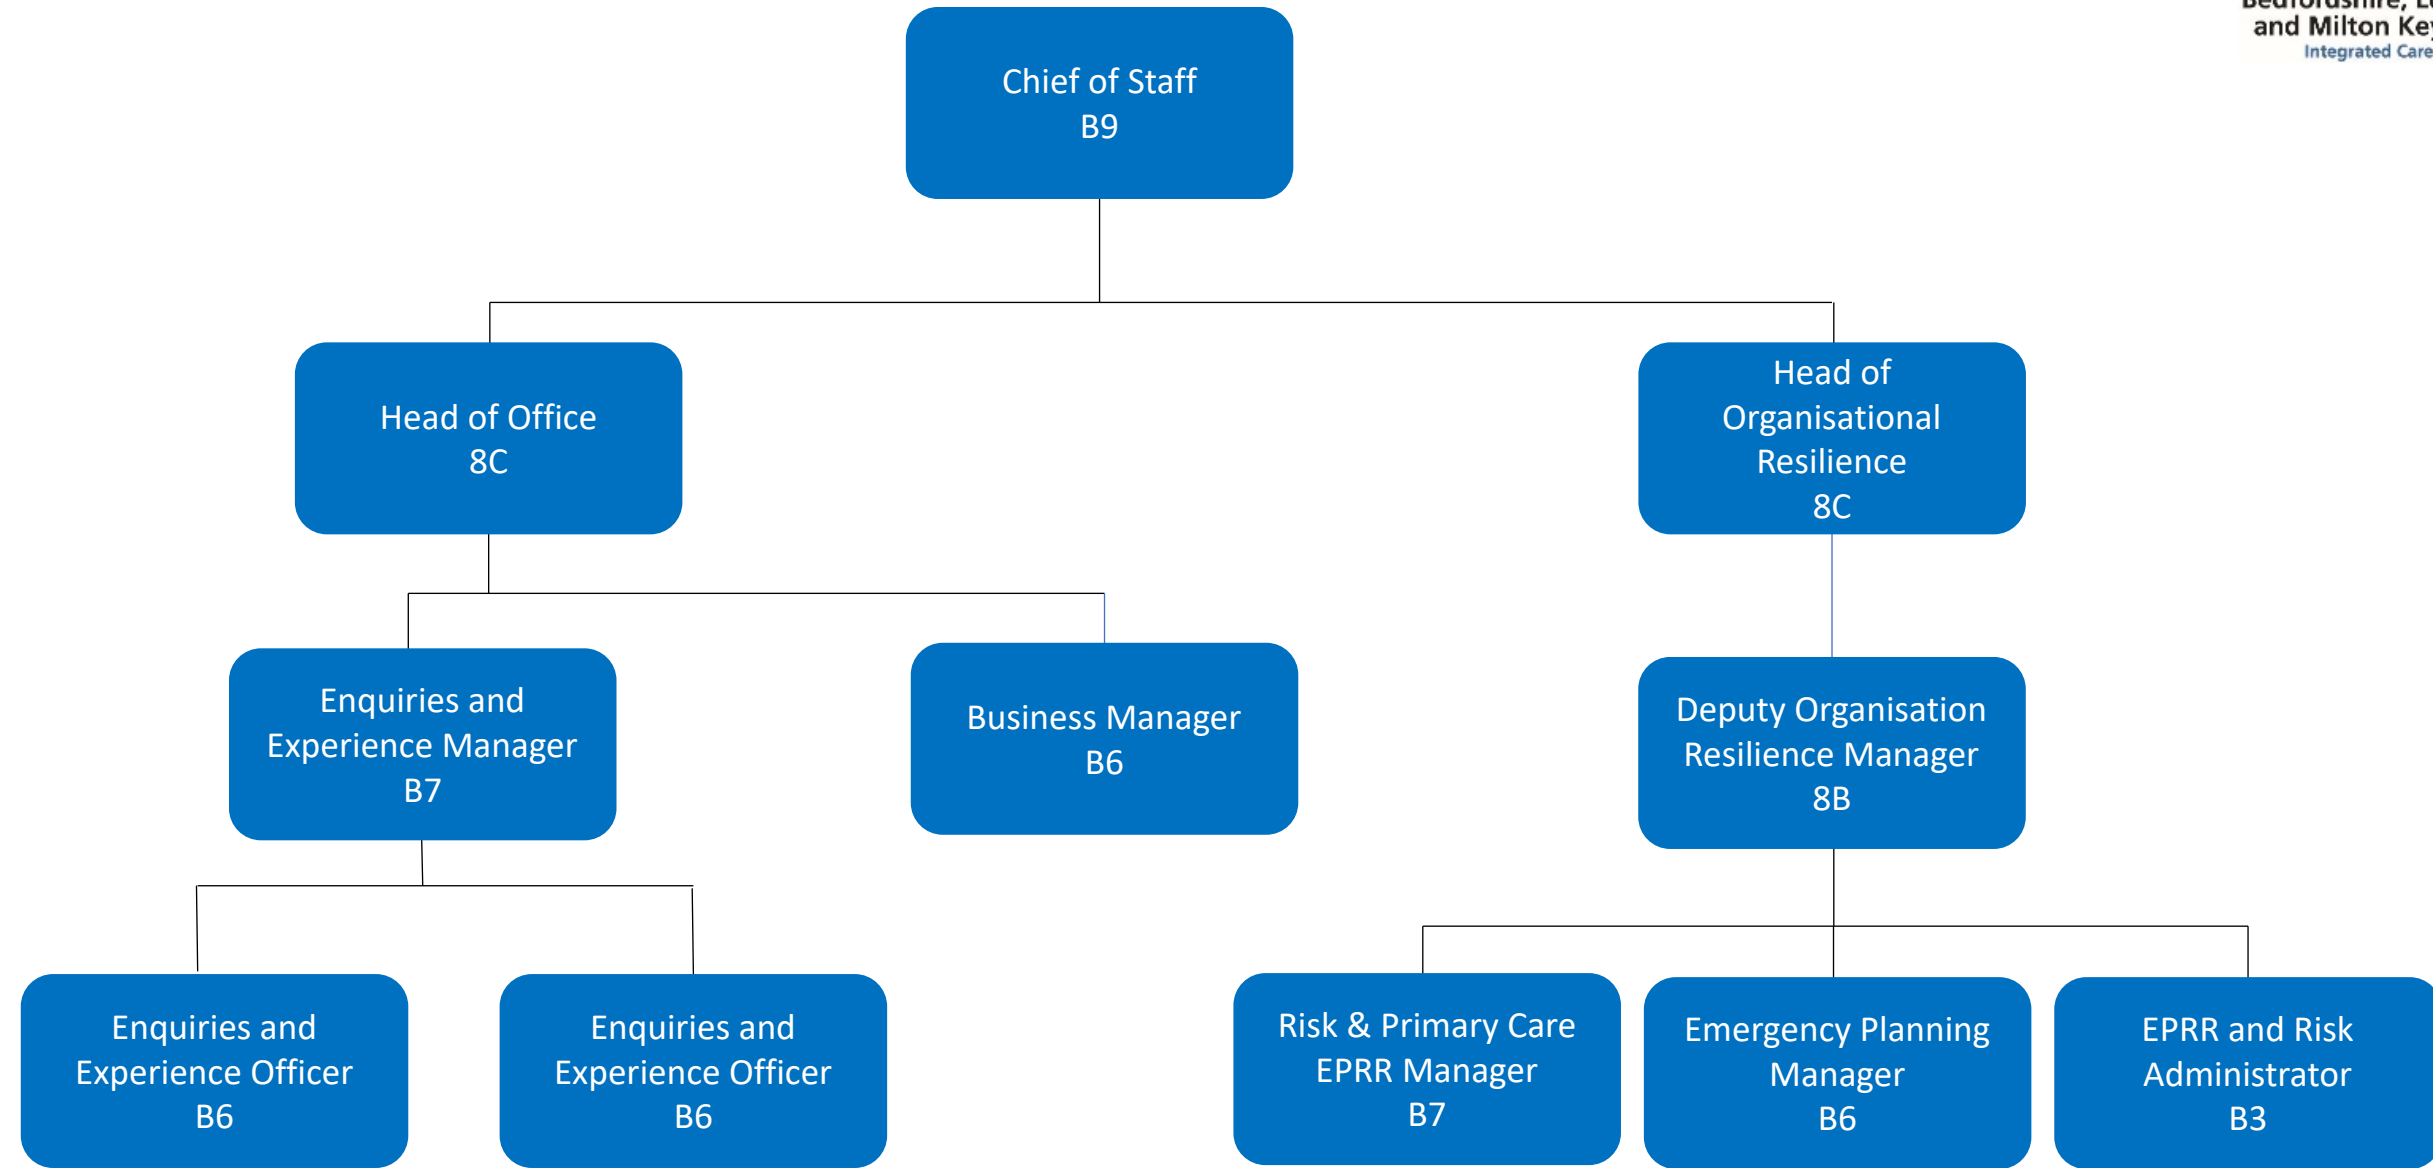 and Milton
Integrated Care
Chief of Staff
B9
Head of Office
8C
Head of
Organisational
Resilience
8C
Enquiries and
Experience Manager
B7
Business Manager
B6
Deputy Organisation
Resilience Manager
8B
Enquiries and
Experience Officer
B6
Enquiries and
Experience Officer
B6
Risk & Primary Care
EPRR Manager
B7
Emergency Planning
Manager
B6
EPRR and Risk
Administrator
B3